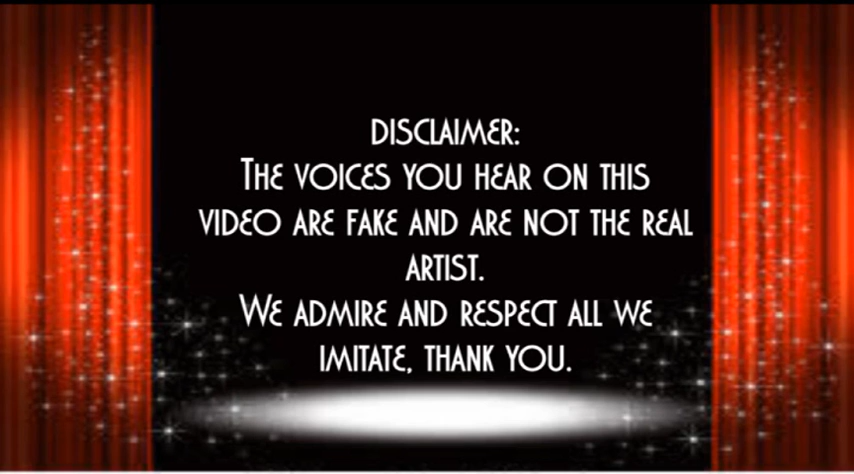 DISCLAIMER:
THE VOICES YOU HEAR ON THIS
VIDEO ARE FAKE AND ARE NOT THE REAL
ARTIST.
WE ADMIRE AND RESPECT ALL WE
IMITATE, THANK YOU.